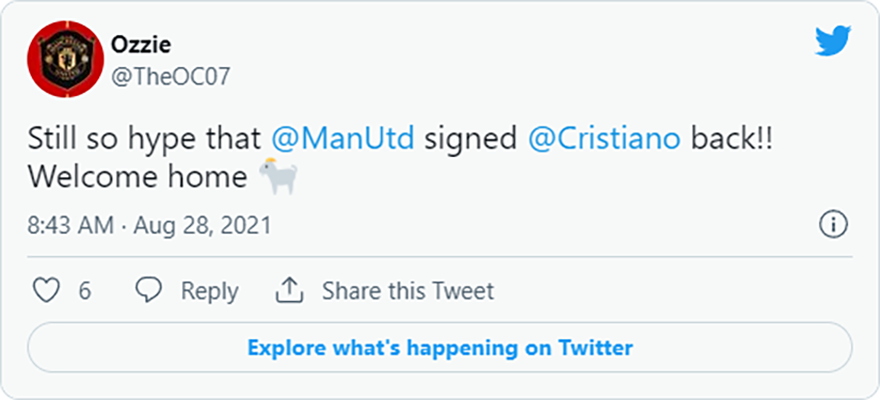 Ozzie
@TheOC07
Still so hype that @ManUtd signed @Cristiano back!!
Welcome home 🐐
8:43 AM · Aug 28, 2021
6 Reply Share this Tweet
Explore what's happening on Twitter